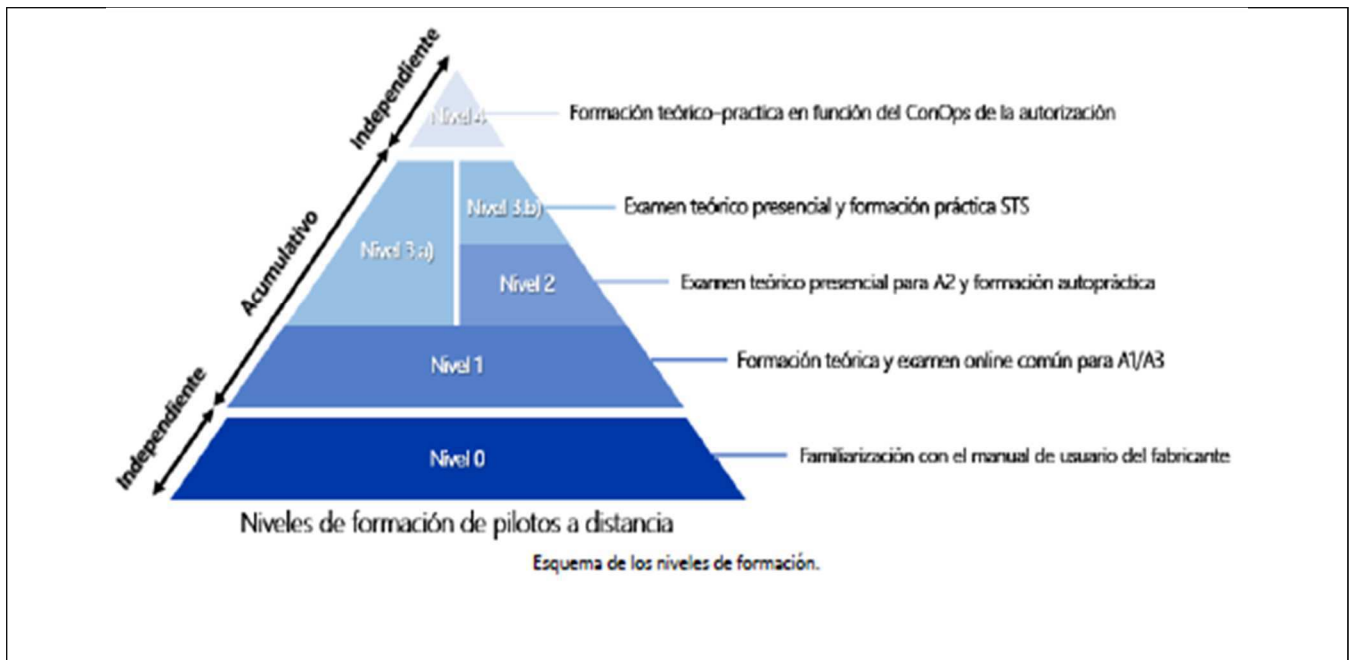 Independiente
Nivel 4
Formación teórico-practica en función del ConOps de la autorización
Acumulativo
Nivel 3.a)
Nivel 3.b)
Examen teórico presencial y formación práctica STS
Nivel 2
Examen teórico presencial para A2 y formación autopráctica
Nivel 1
Formación teórica y examen online común para A1/A3
Independiente
Nivel 0
Familiarización con el manual de usuario del fabricante
Niveles de formación de pilotos a distancia
Esquema de los niveles de formación.